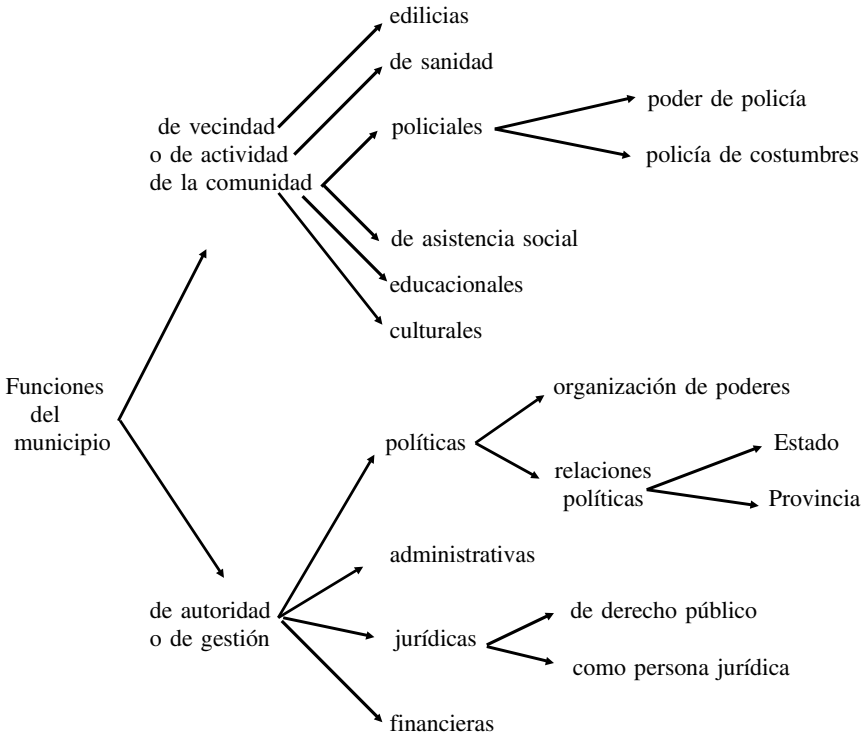 edilicias
de sanidad
de vecindad
o de actividad
de la comunidad
policiales
poder de policía
policía de costumbres
de asistencia social
educacionales
culturales
Funciones
del
municipio
políticas
organización de poderes
relaciones
políticas
Estado
Provincia
administrativas
de autoridad
o de gestión
jurídicas
de derecho público
como persona jurídica
financieras